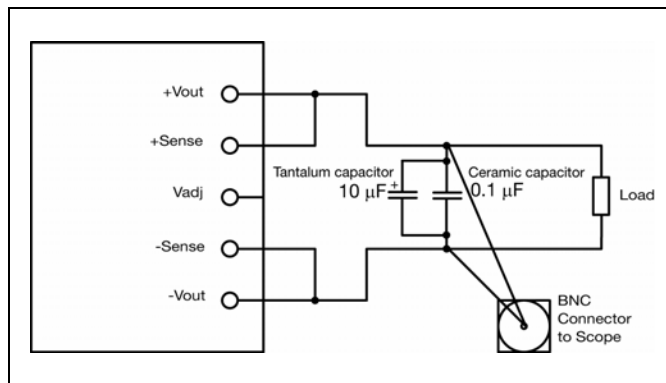 +Vout
+Sense
Vadj
-Sense
-Vout
Tantalum capacitor
10 μF
+
Ceramic capacitor
0.1 μF
Load
BNC
Connector
to Scope